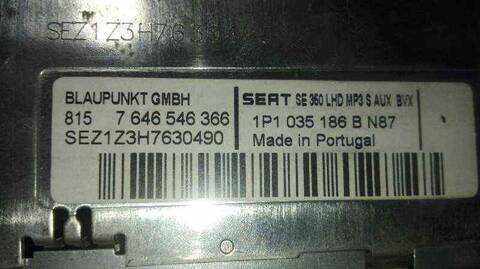 SEZ1Z3H763
BLAUPUNKT GMBH
815 7 646 546 366
SEZ1Z3H7630490
SEAT SE 360 LHD MP3 S AUX BVX
1P1 035 186 B N87
Made in Portugal